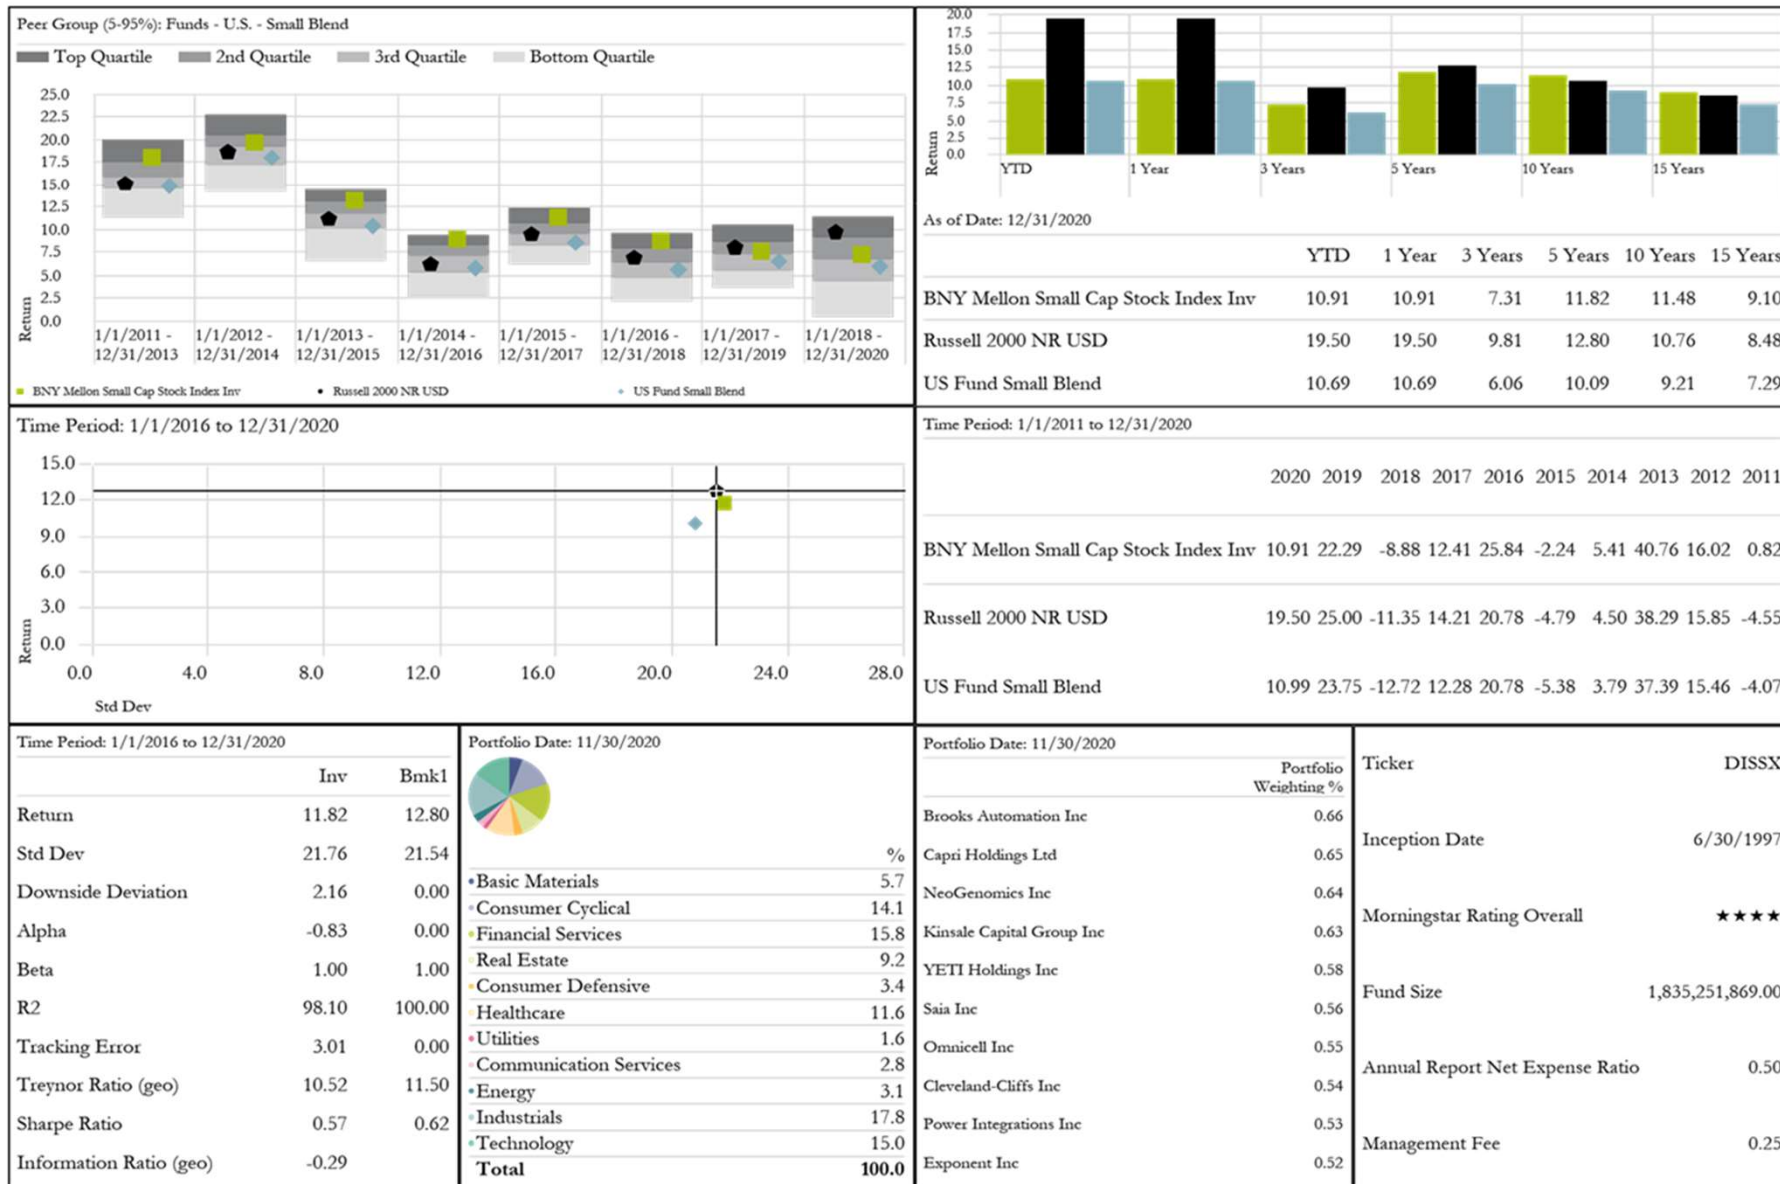 Peer Group (5-95%): Funds - U.S. - Small Blend
Top Quartile 2nd Quartile 3rd Quartile Bottom Quartile
25.0
22.5
20.0
17.5
15.0
12.5
10.0
7.5
5.0
2.5
0.0
Return
1/1/2011 - 1/1/2012 - 1/1/2013 - 1/1/2014 - 1/1/2015 - 1/1/2016 - 1/1/2017 - 1/1/2018 -
12/31/2013 12/31/2014 12/31/2015 12/31/2016 12/31/2017 12/31/2018 12/31/2019 12/31/2020
BNY Mellon Small Cap Stock Index Inv Russell 2000 NR USD US Fund Small Blend
20.0
17.5
15.0
12.5
10.0
7.5
5.0
2.5
0.0
Return
YTD 1 Year 3 Years 5 Years 10 Years 15 Years
As of Date: 12/31/2020
YTD 1 Year 3 Years 5 Years 10 Years 15 Years
BNY Mellon Small Cap Stock Index Inv 10.91 10.91 7.31 11.82 11.48 9.10
Russell 2000 NR USD 19.50 19.50 9.81 12.80 10.76 8.48
US Fund Small Blend 10.69 10.69 6.06 10.09 9.21 7.29
Time Period: 1/1/2016 to 12/31/2020
15.0
12.0
9.0
6.0
3.0
0.0
Return
0.0 4.0 8.0 12.0 16.0 20.0 24.0 28.0
Std Dev
Time Period: 1/1/2011 to 12/31/2020
2020 2019 2018 2017 2016 2015 2014 2013 2012 2011
BNY Mellon Small Cap Stock Index Inv 10.91 22.29 -8.88 12.41 25.84 -2.24 5.41 40.76 16.02 0.82
Russell 2000 NR USD 19.50 25.00 -11.35 14.21 20.78 -4.79 4.50 38.29 15.85 -4.55
US Fund Small Blend 10.99 23.75 -12.72 12.28 20.78 -5.38 3.79 37.39 15.46 -4.07
Time Period: 1/1/2016 to 12/31/2020
Inv Bmk1
Return 11.82 12.80
Std Dev 21.76 21.54
Downside Deviation 2.16 0.00
Alpha -0.83 0.00
Beta 1.00 1.00
R2 98.10 100.00
Tracking Error 3.01 0.00
Treynor Ratio (geo) 10.52 11.50
Sharpe Ratio 0.57 0.62
Information Ratio (geo) -0.29
Portfolio Date: 11/30/2020
%
Basic Materials 5.7
Consumer Cyclical 14.1
Financial Services 15.8
Real Estate 9.2
Consumer Defensive 3.4
Healthcare 11.6
Utilities 1.6
Communication Services 2.8
Energy 3.1
Industrials 17.8
Technology 15.0
Total 100.0
Portfolio Date: 11/30/2020
Portfolio
Weighting %
Brooks Automation Inc 0.66
Capri Holdings Ltd 0.65
NeoGenomics Inc 0.64
Kinsale Capital Group Inc 0.63
YETI Holdings Inc 0.58
Saia Inc 0.56
Omnicell Inc 0.55
Cleveland-Cliffs Inc 0.54
Power Integrations Inc 0.53
Exponent Inc 0.52
Ticker DISSX
Inception Date 6/30/1997
Morningstar Rating Overall ★★★★
Fund Size 1,835,251,869.00
Annual Report Net Expense Ratio 0.50
Management Fee 0.25